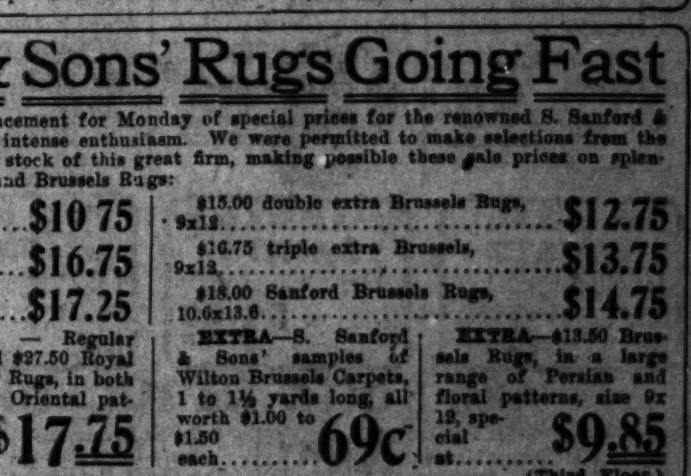 & Sons' Rugs Going Fast
cement for Monday of special prices for the renowned S. Sanford &
intense enthusiasm. We were permitted to make selections from the
stock of this great firm, making possible these sale prices on splen-
and Brussels Rugs:
...$10 75
...$16.75
...$17.25
$15.00 double extra Brussels Rugs,
9x12..............................$12.75
$16.75 triple extra Brussels,
9x12..............................$13.75
$18.00 Sanford Brussels Rugs,
10.6x13.6........................$14.75
— Regular
$27.50 Royal
Rugs, in both
Oriental pat-
$17.75
EXTRA—S. Sanford
& Sons' samples of
Wilton Brussels Carpets,
1 to 1½ yards long, all
worth $1.00 to
$1.50
each.......... 69c
EXTRA—$13.50 Brus-
sels Rugs, in a large
range of Persian and
floral patterns, size 9x
12, spe-
cial
at.......... $9.85
(Third Floor)